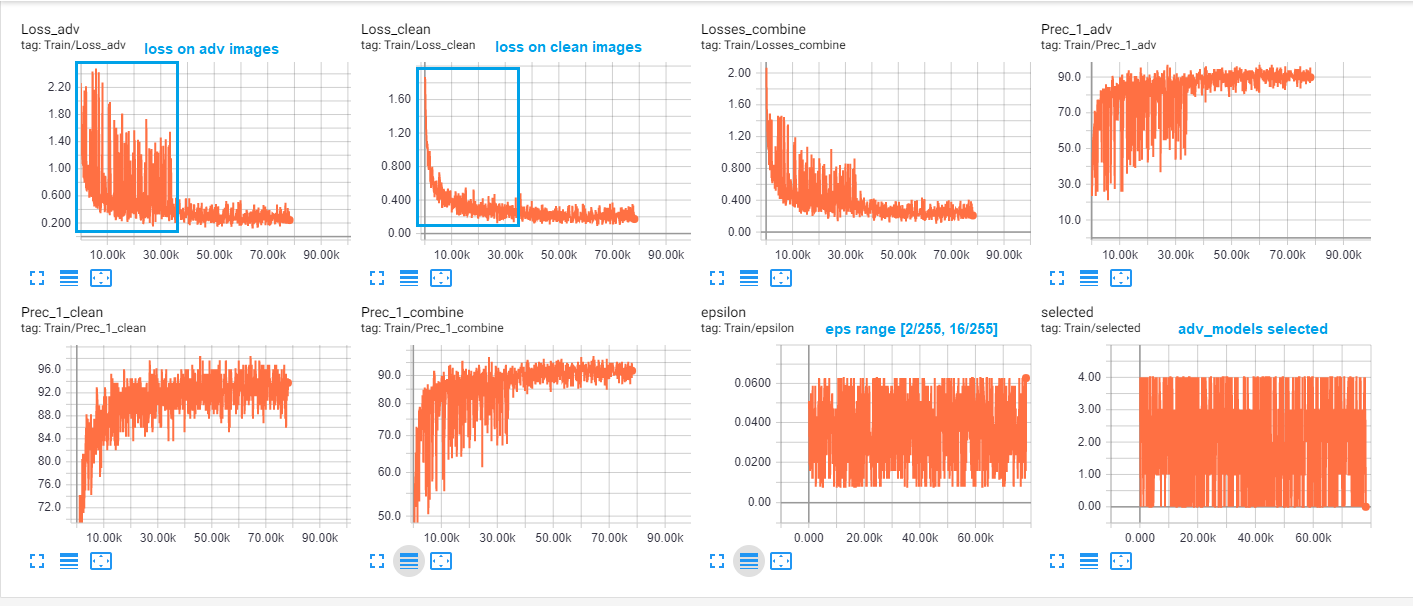 Loss_adv
tag: Train/Loss_adv
loss on adv images
2.20
1.80
1.40
1.00
0.600
0.200
10.00k 30.00k 50.00k 70.00k 90.00k
Loss_clean
tag: Train/Loss_clean
loss on clean images
1.60
1.20
0.800
0.400
0.00
10.00k 30.00k 50.00k 70.00k 90.00k
Losses_combine
tag: Train/Losses_combine
2.00
1.60
1.20
0.800
0.400
0.00
10.00k 30.00k 50.00k 70.00k 90.00k
Prec_1_adv
tag: Train/Prec_1_adv
90.0
70.0
50.0
30.0
10.0
10.00k 30.00k 50.00k 70.00k 90.00k
Prec_1_clean
tag: Train/Prec_1_clean
96.0
92.0
88.0
84.0
80.0
76.0
72.0
10.00k 30.00k 50.00k 70.00k 90.00k
Prec_1_combine
tag: Train/Prec_1_combine
90.0
80.0
70.0
60.0
50.0
10.00k 30.00k 50.00k 70.00k 90.00k
epsilon
tag: Train/epsilon
eps range [2/255, 16/255]
0.0600
0.0400
0.0200
0.00
0.000 20.00k 40.00k 60.00k
selected
tag: Train/selected
adv_models selected
4.00
3.00
2.00
1.00
0.00
0.000 20.00k 40.00k 60.00k